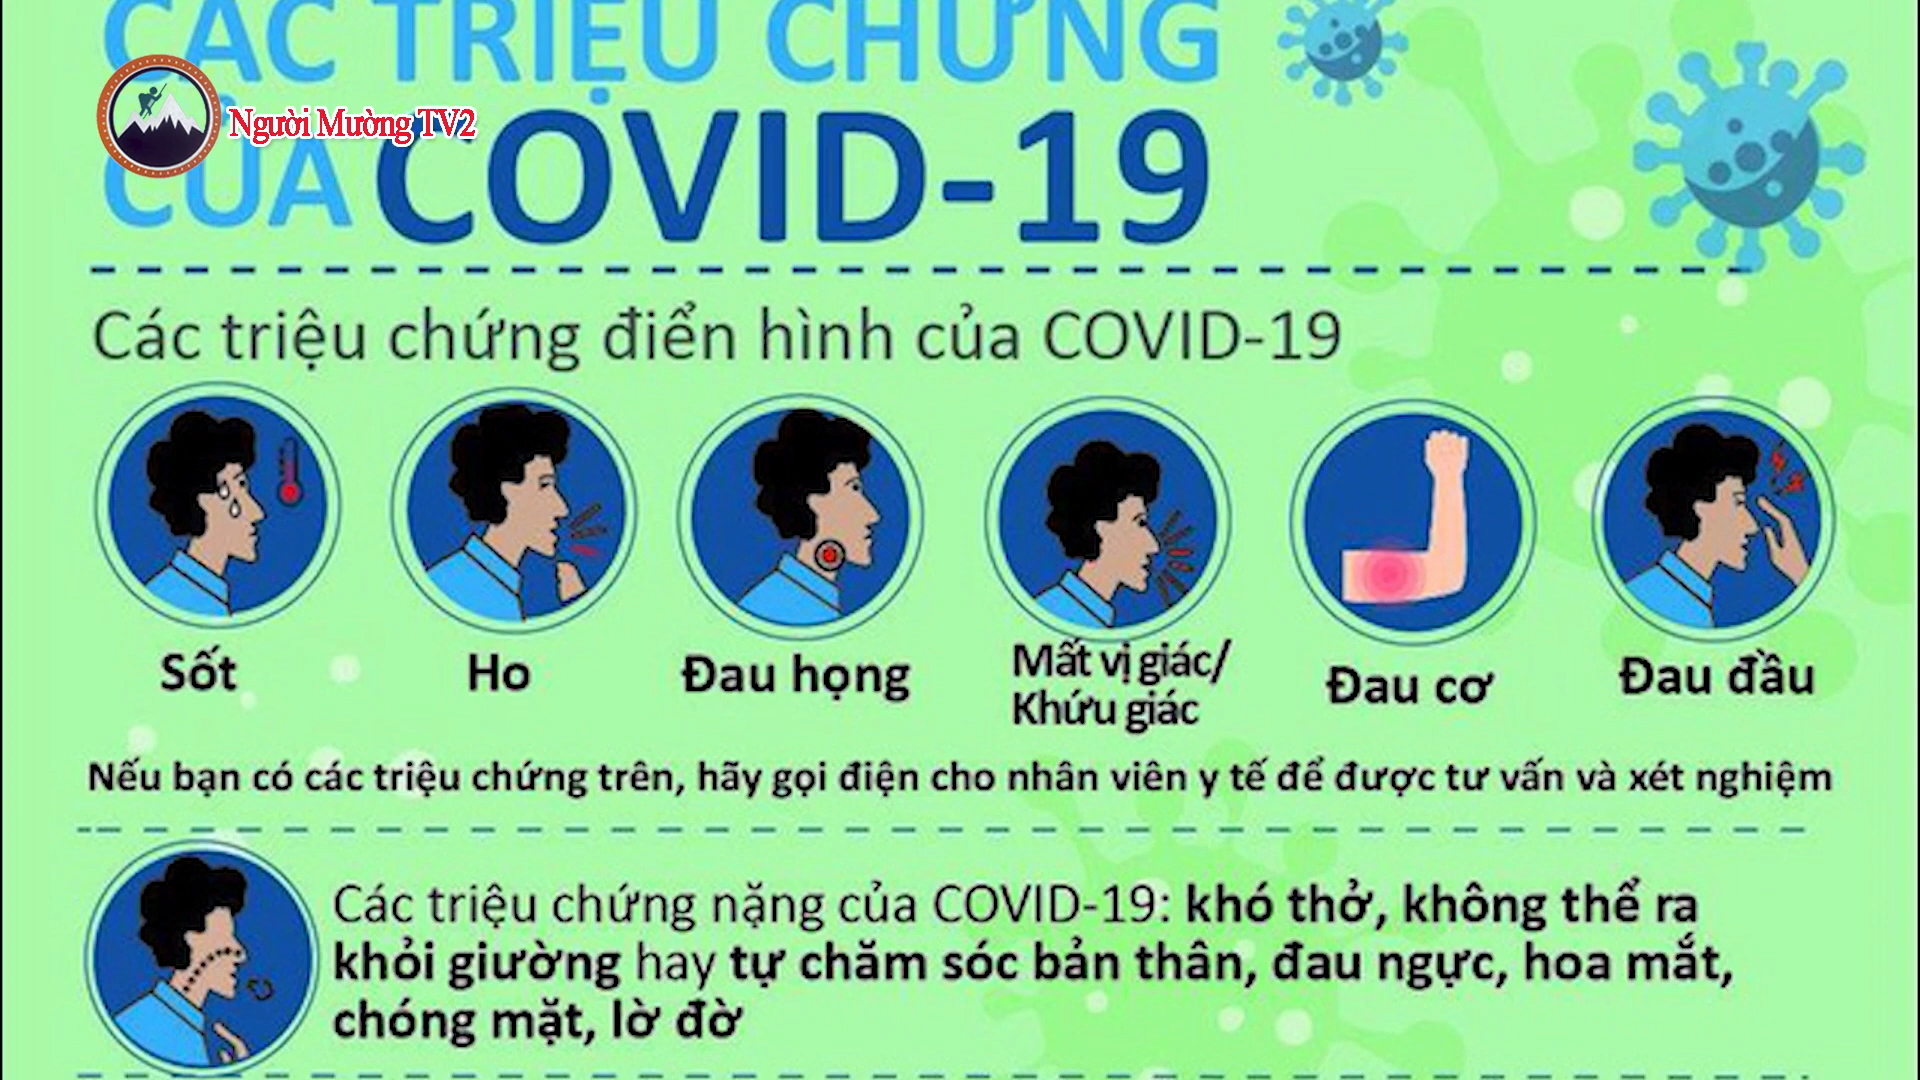 CÁC TRIỆU CHỨNG
Người Mường TV2
CỦA COVID-19
Các triệu chứng điển hình của COVID-19
Sốt
Ho
Đau họng
Mất vị giác/
Khứu giác
Đau cơ
Đau đầu
Nếu bạn có các triệu chứng trên, hãy gọi điện cho nhân viên y tế để được tư vấn và xét nghiệm
Các triệu chứng nặng của COVID-19: khó thở, không thể ra
khỏi giường hay tự chăm sóc bản thân, đau ngực, hoa mắt,
chóng mặt, lờ đờ